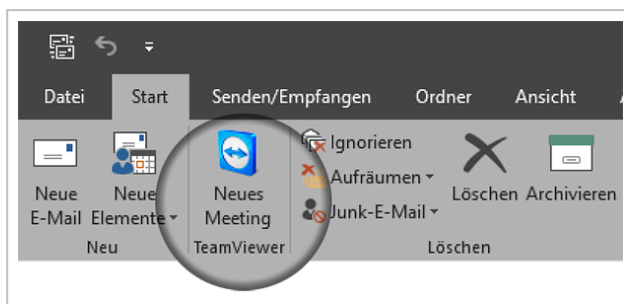 Datei Start Senden/Empfangen Ordner Ansicht
Neue
E-Mail
Neue
Elemente
Neu
Neues
Meeting
TeamViewer
Ignorieren
Aufräumen
Junk-E-Mail
Löschen
Archivieren
Löschen